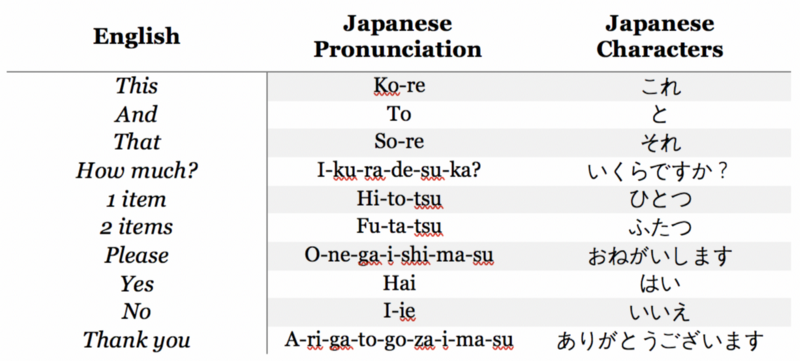 English Japanese Pronunciation Japanese Characters
This Ko-re これ
And To と
That So-re それ
How much? I-ku-ra-de-su-ka? いくらですか？
1 item Hi-to-tsu ひとつ
2 items Fu-ta-tsu ふたつ
Please O-ne-ga-i-shi-ma-su おねがいします
Yes Hai はい
No I-ie いいえ
Thank you A-ri-ga-to-go-za-i-ma-su ありがとうございます